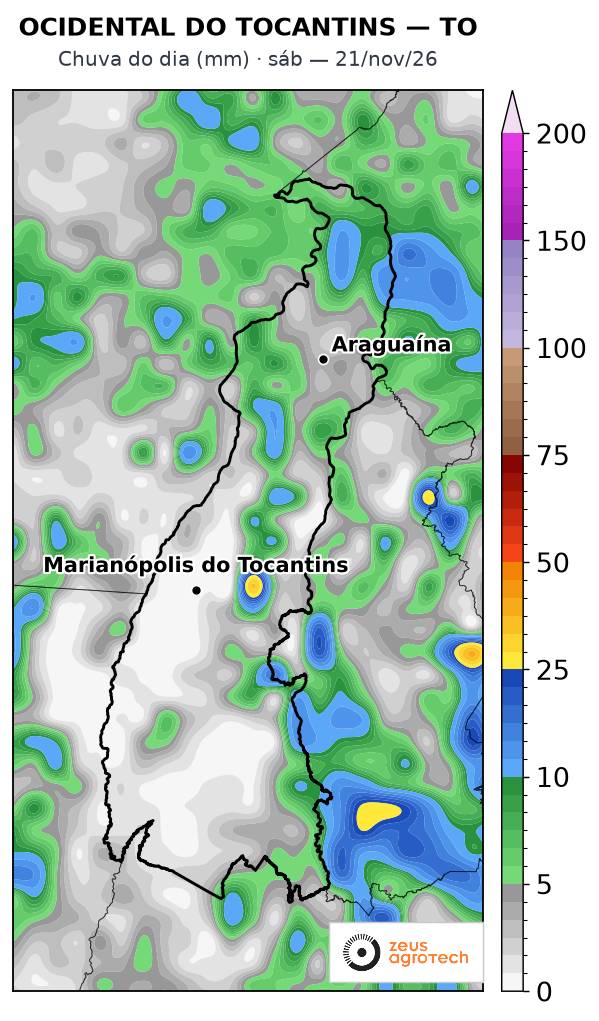 OCIDENTAL DO TOCANTINS — TO
Chuva do dia (mm) · sáb — 21/nov/26
200
150
100
75
50
25
10
5
0
Araguaína
Marianópolis do Tocantins
zeus
agrotech